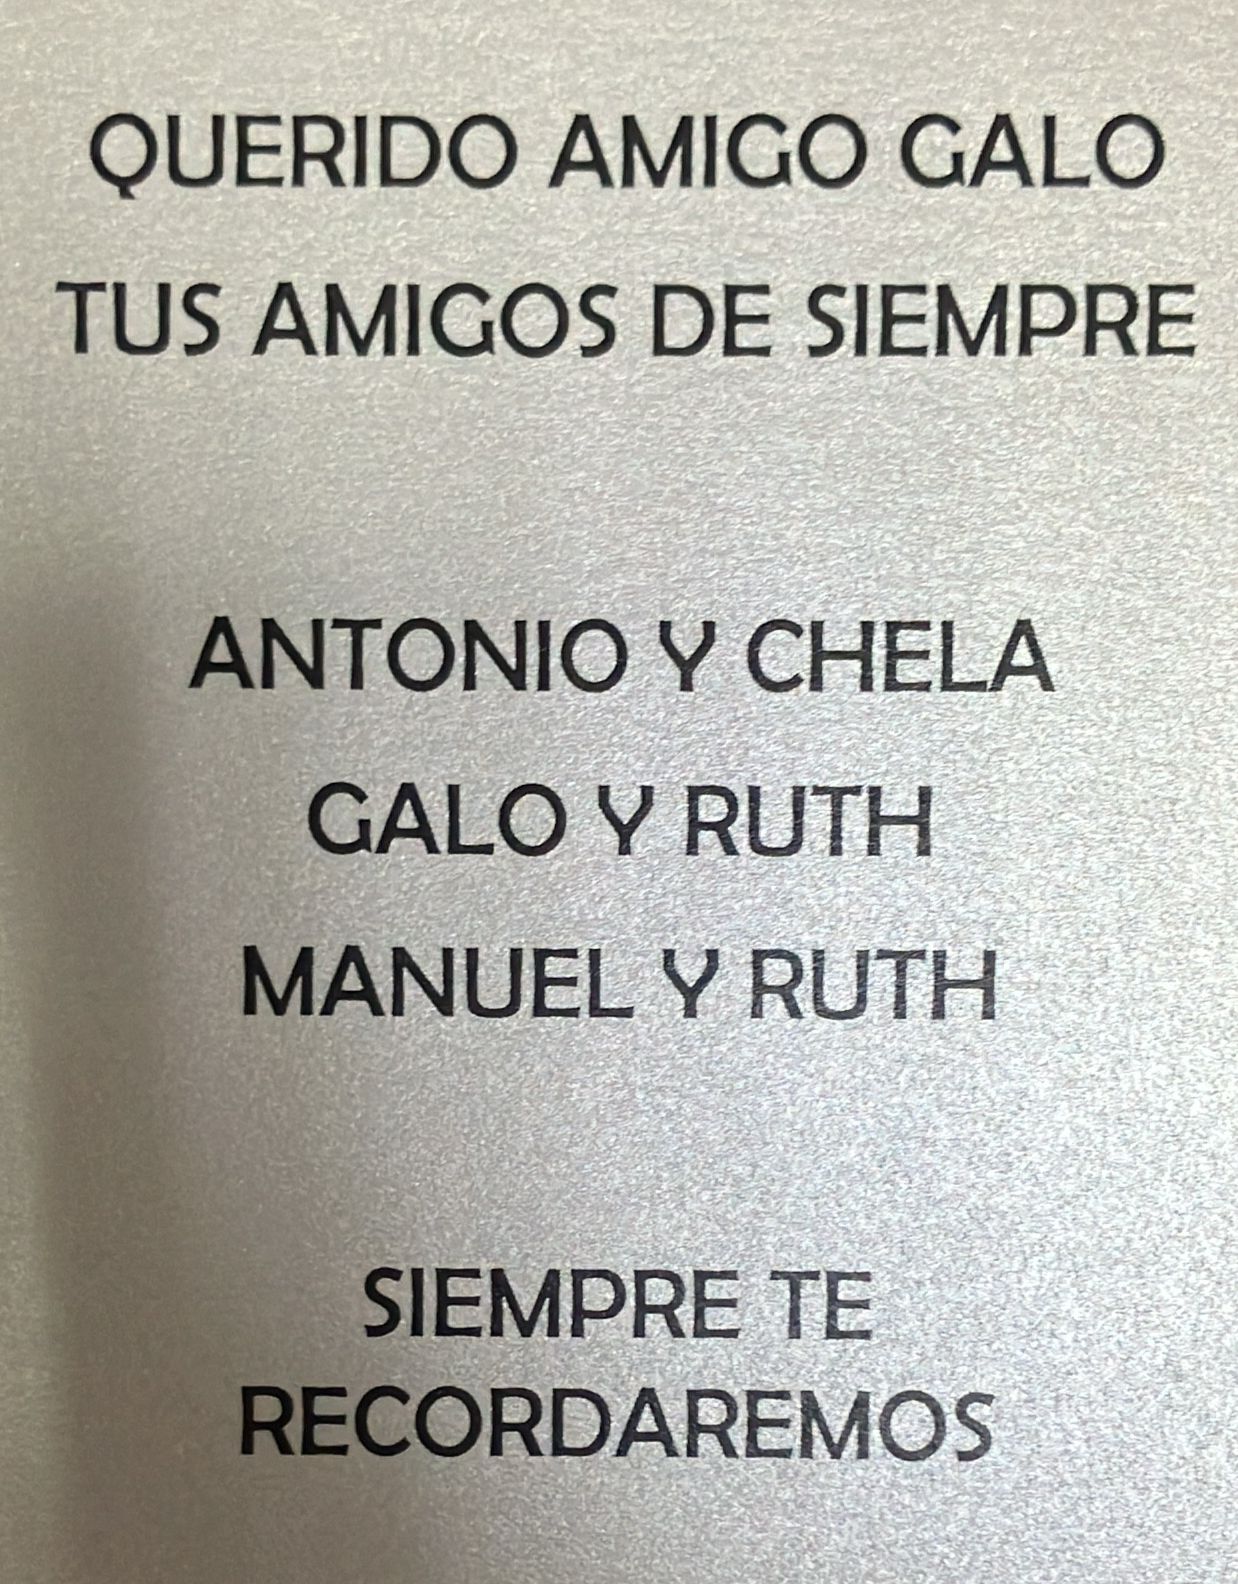 QUERIDO AMIGO GALO
TUS AMIGOS DE SIEMPRE
ANTONIO Y CHELA
GALO Y RUTH
MANUEL Y RUTH
SIEMPRE TE
RECORDAREMOS